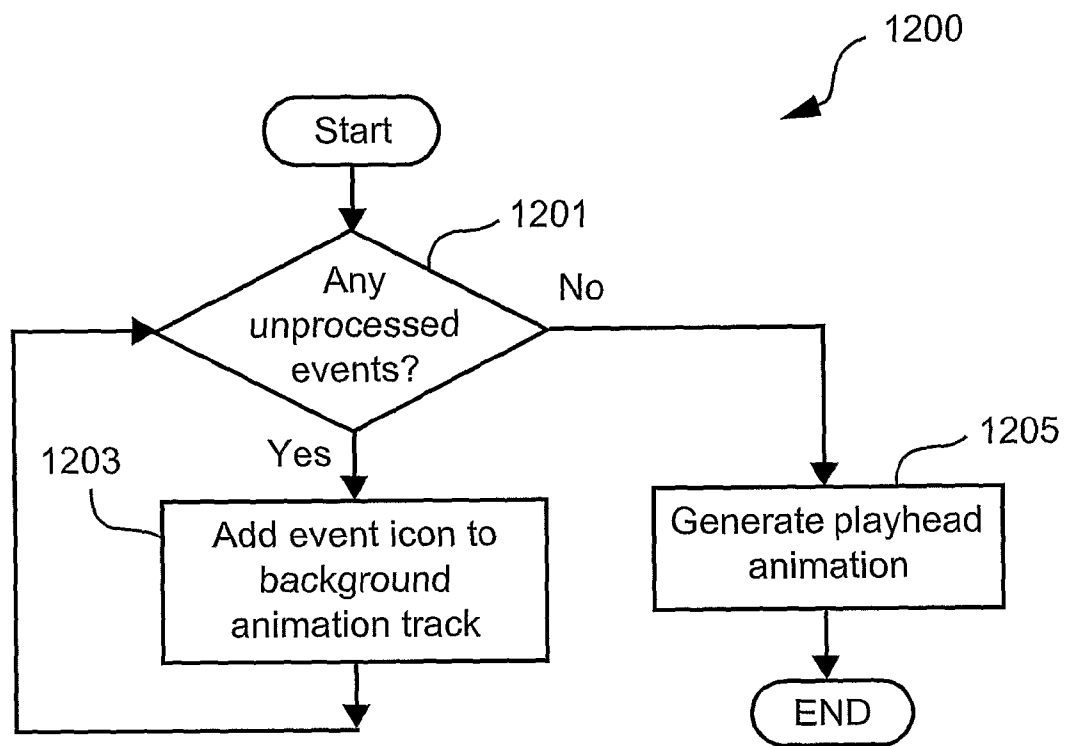 1200
Start
1201
Any
unprocessed
events?
No
Yes
1203
Add event icon to
background
animation track
1205
Generate playhead
animation
END